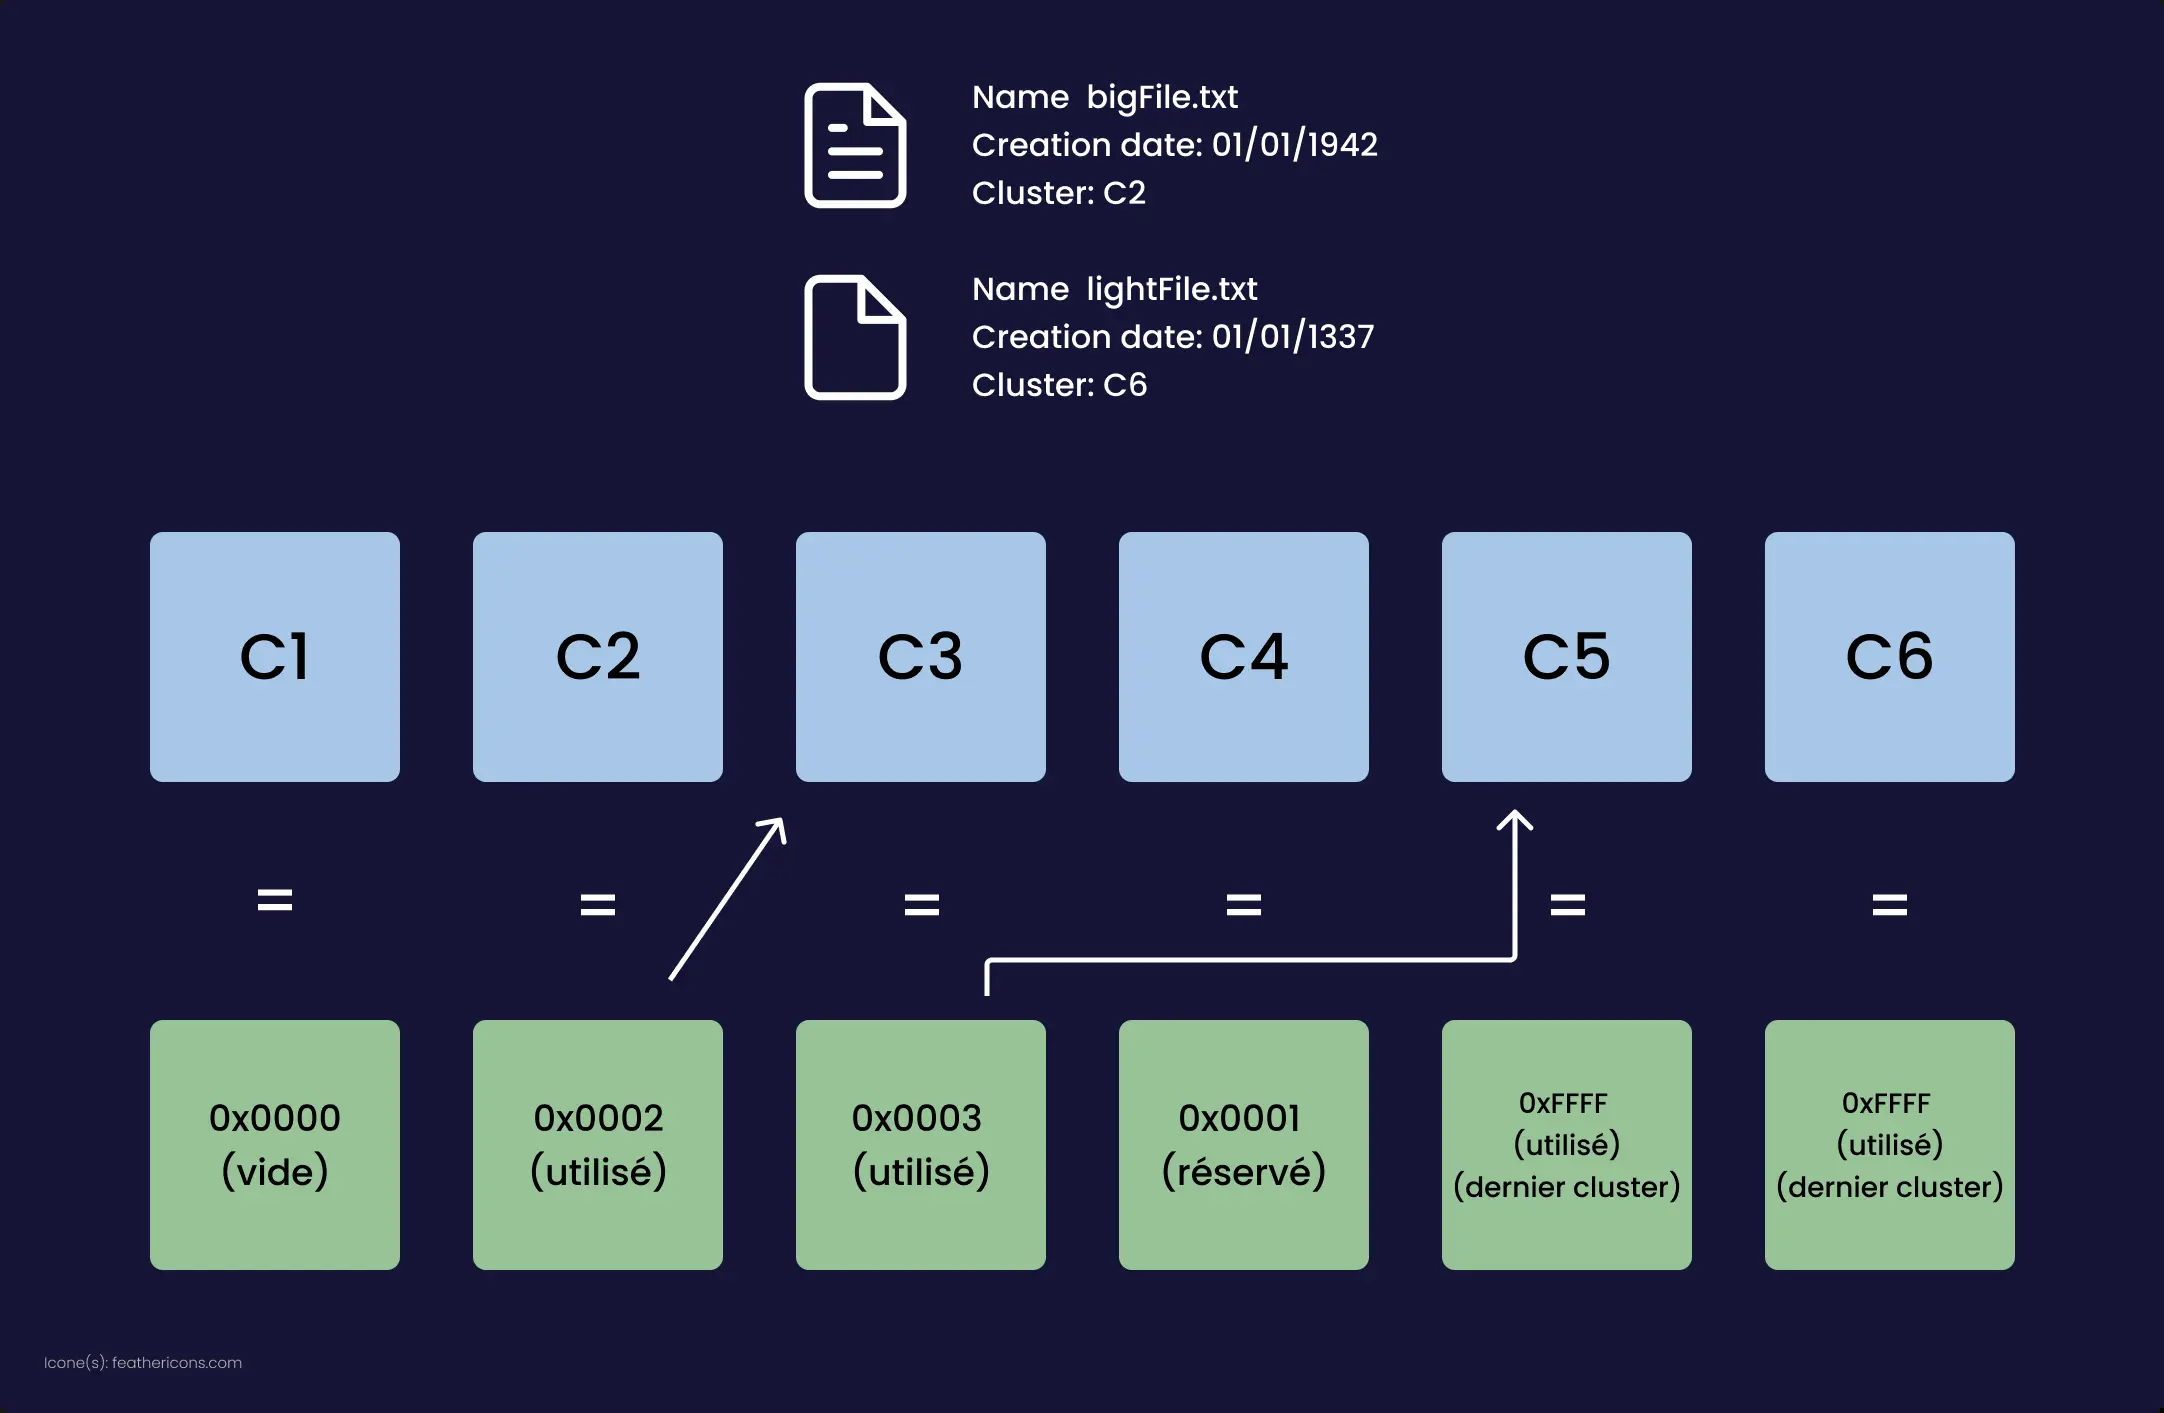 Name bigFile.txt
Creation date: 01/01/1942
Cluster: C2
Name lightFile.txt
Creation date: 01/01/1337
Cluster: C6
C1
C2
C3
C4
C5
C6
=
=
=
=
=
=
0x0000
(vide)
0x0002
(utilisé)
0x0003
(utilisé)
0x0001
(réservé)
0xFFFF
(utilisé)
(dernier cluster)
0xFFFF
(utilisé)
(dernier cluster)
Icone(s): feathericons.com